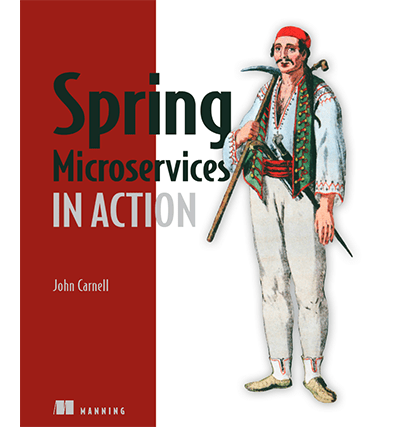 Spring
Microservices
IN ACTION
John Carnell
MANNING